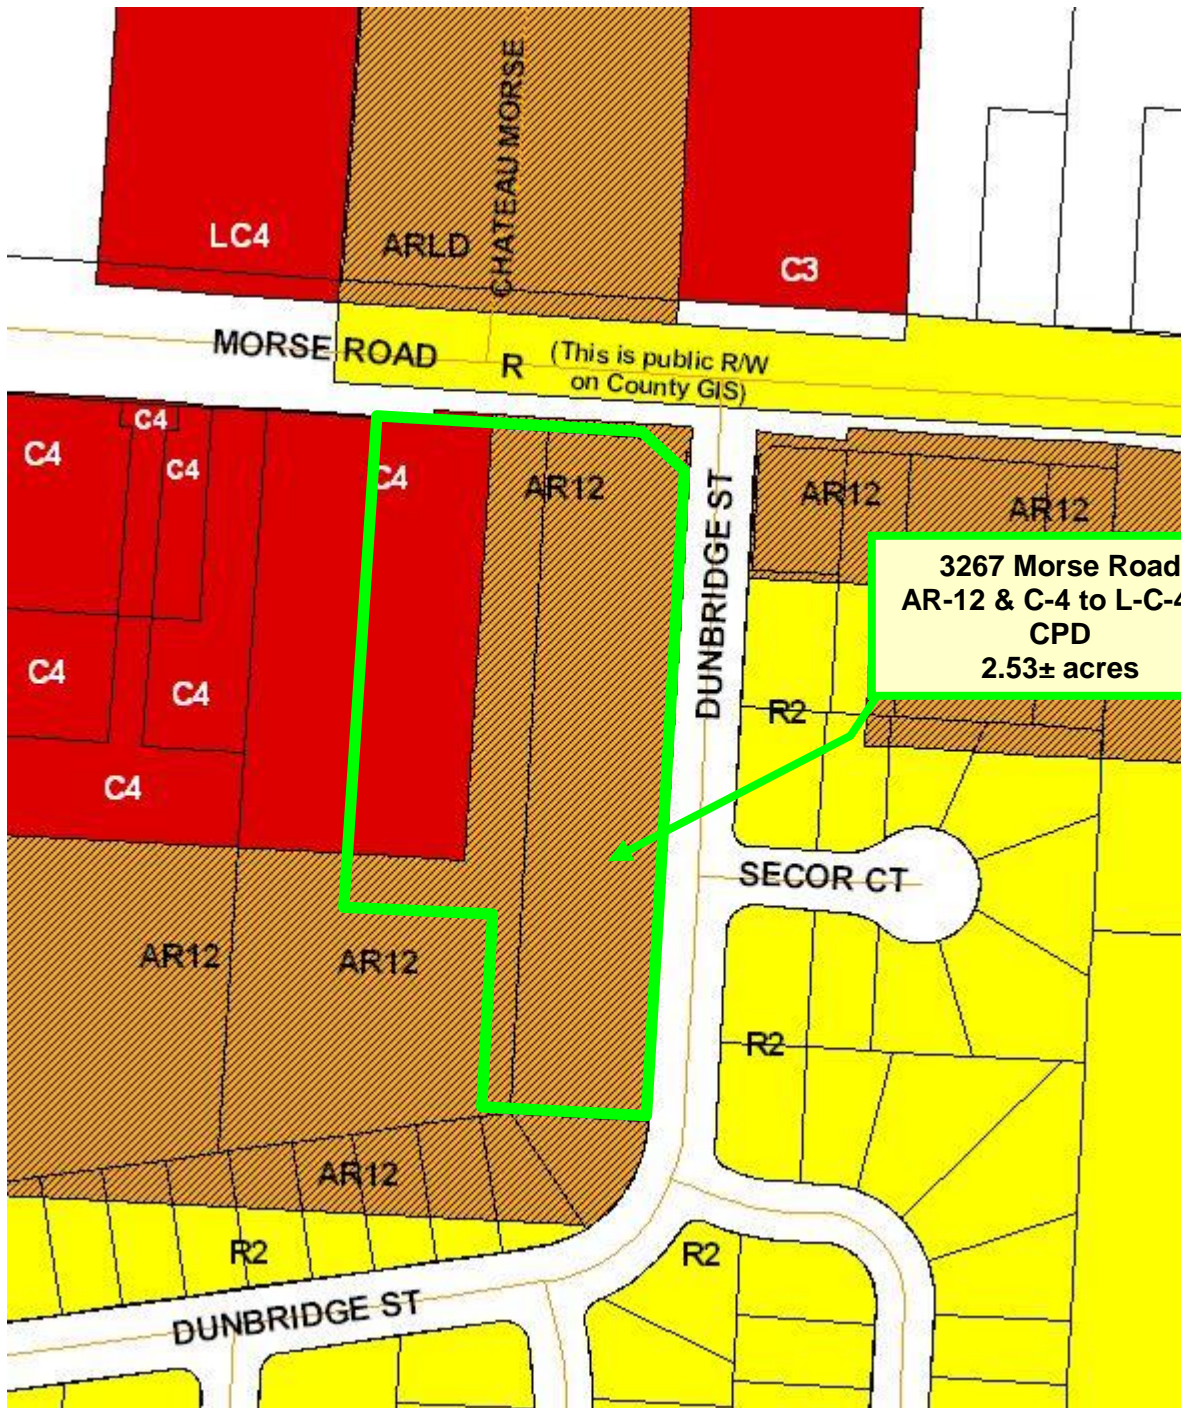 CHATEAU MORSE
LC4
ARLD
C3
MORSE ROAD
R
(This is public R/W
on County GIS)
C4
C4
C4
C4
AR12
AR12
AR12
DUNBRIDGE ST
3267 Morse Road
AR-12 & C-4 to L-C-4
CPD
2.53± acres
C4
C4
R2
C4
SECOR CT
AR12
AR12
R2
AR12
R2
R2
DUNBRIDGE ST